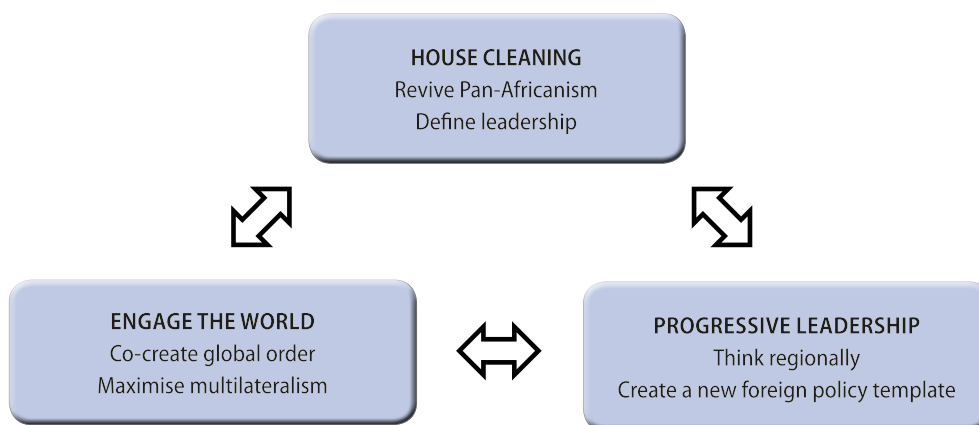 HOUSE CLEANING
Revive Pan-Africanism
Define leadership
ENGAGE THE WORLD
Co-create global order
Maximise multilateralism
PROGRESSIVE LEADERSHIP
Think regionally
Create a new foreign policy template